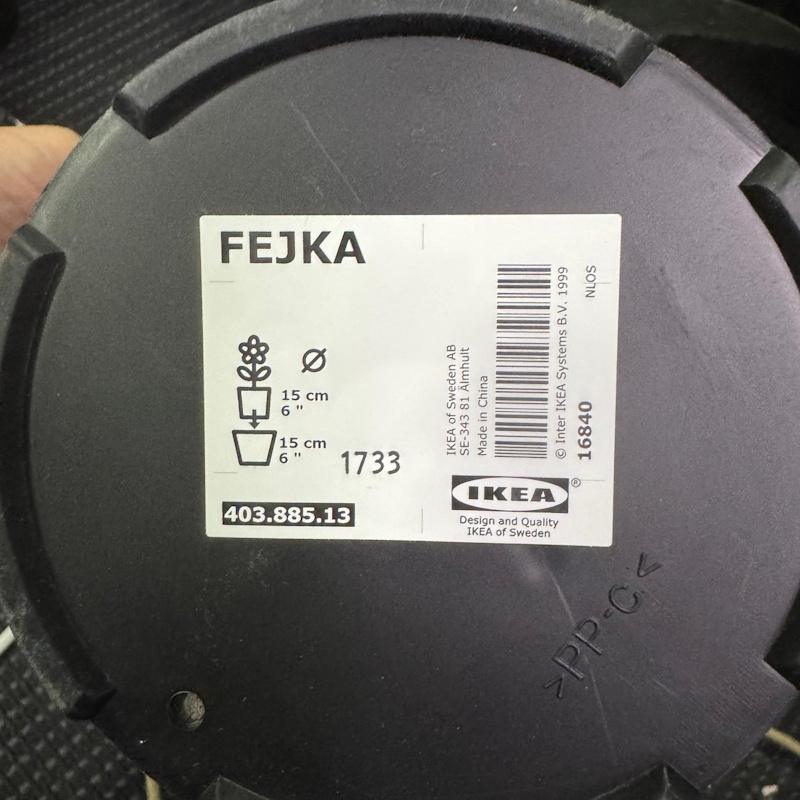 FEJKA
Ø
15 cm
6 "
15 cm
6 "
1733
403.885.13
IKEA of Sweden AB
SE-343 81 Älmhult
Made in China
© Inter IKEA Systems B.V. 1999
16840
NLOS
IKEA®
Design and Quality
IKEA of Sweden
>PP-C<